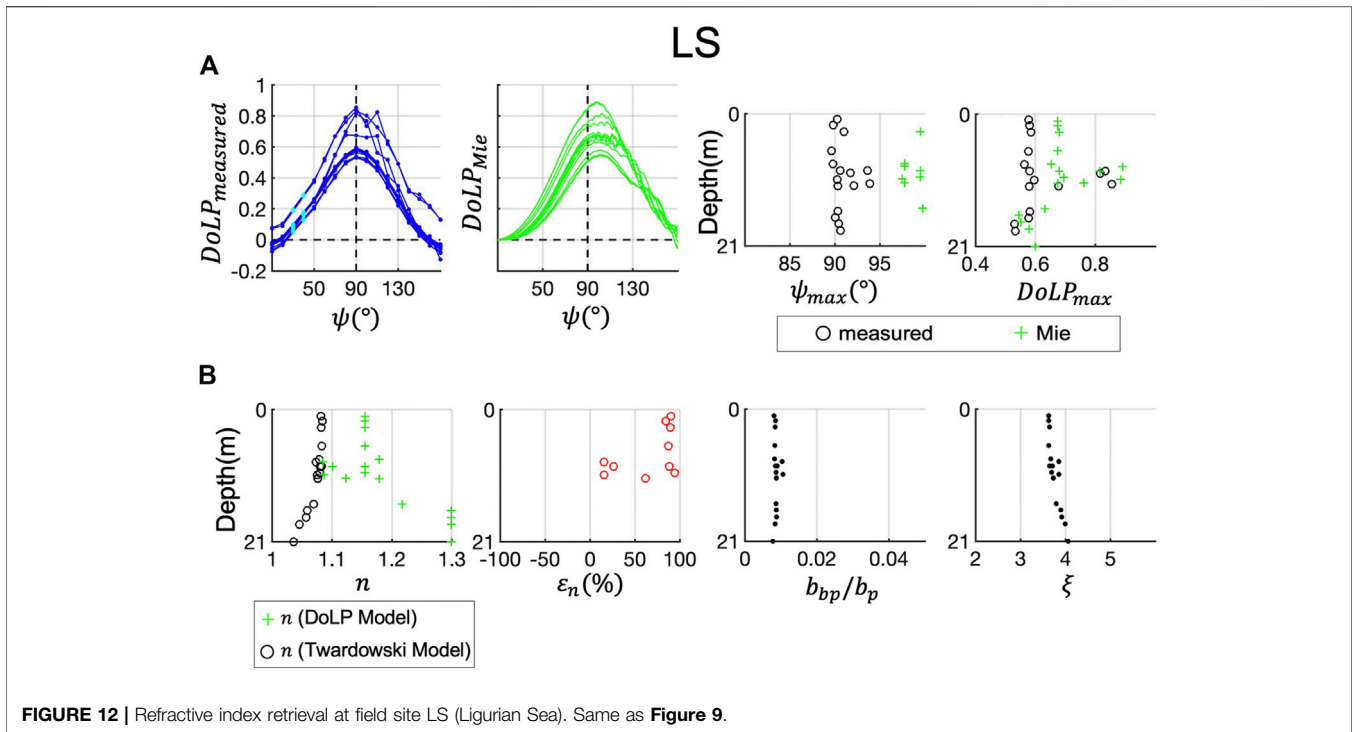 LS
A
DoLP_measured
1
0.8
0.6
0.4
0.2
0
-0.2
50 90 130
ψ(°)
DoLP_Mie
50 90 130
ψ(°)
Depth(m)
0
21
85 90 95
ψ_max(°)
0
21
0.4 0.6 0.8
DoLP_max
measured Mie
B
Depth(m)
0
21
1 1.1 1.2 1.3
n
n (DoLP Model)
n (Twardowski Model)
0
21
-100 -50 0 50 100
ε_n(%)
0
21
0 0.02 0.04
b_bp/b_p
0
21
2 3 4 5
ξ
FIGURE 12 | Refractive index retrieval at field site LS (Ligurian Sea). Same as Figure 9.